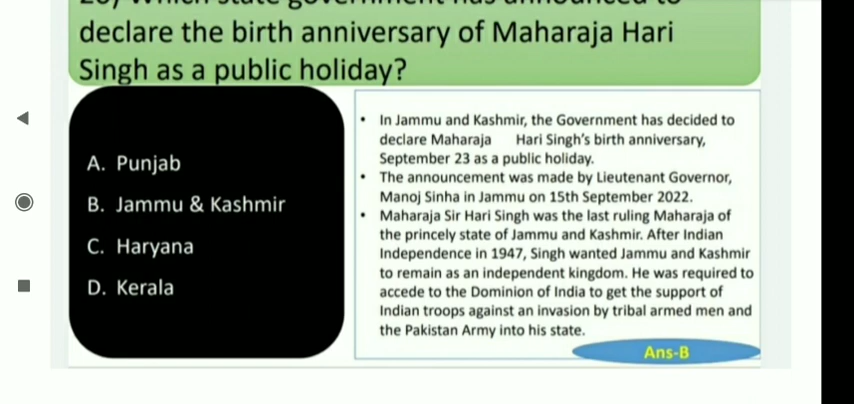 declare the birth anniversary of Maharaja Hari
Singh as a public holiday?
A. Punjab
B. Jammu & Kashmir
C. Haryana
D. Kerala
• In Jammu and Kashmir, the Government has decided to
declare Maharaja Hari Singh's birth anniversary,
September 23 as a public holiday.
• The announcement was made by Lieutenant Governor,
Manoj Sinha in Jammu on 15th September 2022.
• Maharaja Sir Hari Singh was the last ruling Maharaja of
the princely state of Jammu and Kashmir. After Indian
Independence in 1947, Singh wanted Jammu and Kashmir
to remain as an independent kingdom. He was required to
accede to the Dominion of India to get the support of
Indian troops against an invasion by tribal armed men and
the Pakistan Army into his state.
Ans-B